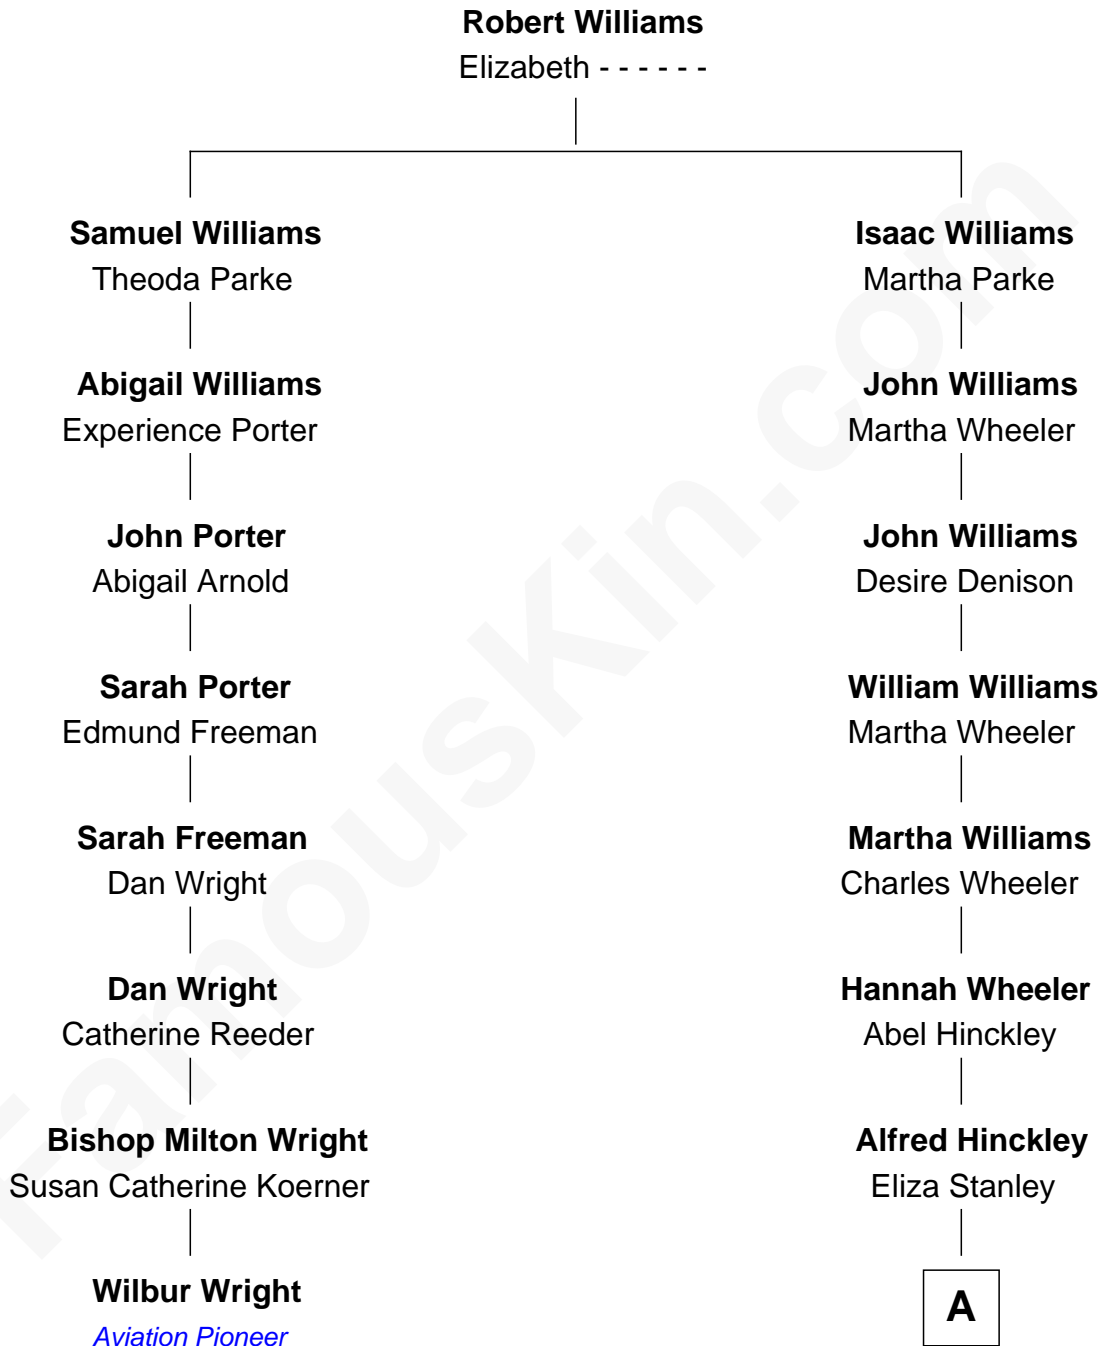 Robert Williams
Elizabeth - - - - - -
Samuel Williams
Theoda Parke
Isaac Williams
Martha Parke
Abigail Williams
Experience Porter
John Williams
Martha Wheeler
John Porter
Abigail Arnold
John Williams
Desire Denison
Sarah Porter
Edmund Freeman
William Williams
Martha Wheeler
Sarah Freeman
Dan Wright
Martha Williams
Charles Wheeler
Dan Wright
Catherine Reeder
Hannah Wheeler
Abel Hinckley
Bishop Milton Wright
Susan Catherine Koerner
Alfred Hinckley
Eliza Stanley
Wilbur Wright
Aviation Pioneer
A
FamousKin.com